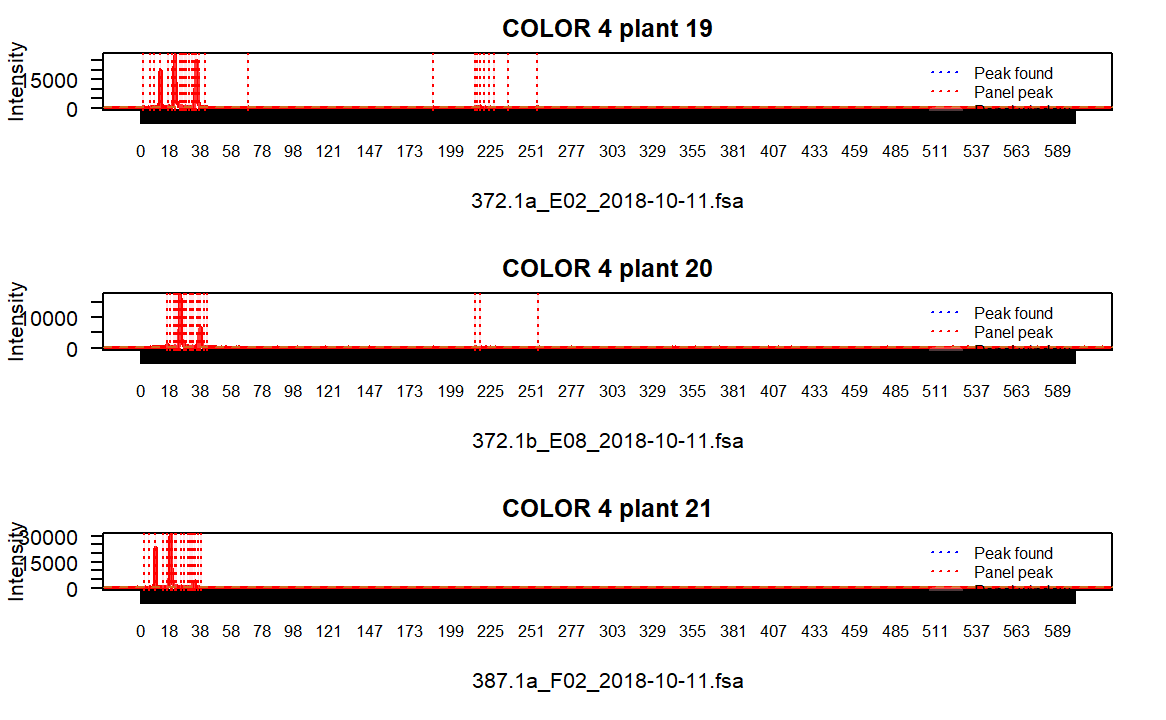 COLOR 4 plant 19
Intensity
15000
0
Peak found
Panel peak
0 18 38 58 78 98 121 147 173 199 225 251 277 303 329 355 381 407 433 459 485 511 537 563 589
372.1a_E02_2018-10-11.fsa
COLOR 4 plant 20
Intensity
10000
0
Peak found
Panel peak
0 18 38 58 78 98 121 147 173 199 225 251 277 303 329 355 381 407 433 459 485 511 537 563 589
372.1b_E08_2018-10-11.fsa
COLOR 4 plant 21
Intensity
30000
15000
0
Peak found
Panel peak
0 18 38 58 78 98 121 147 173 199 225 251 277 303 329 355 381 407 433 459 485 511 537 563 589
387.1a_F02_2018-10-11.fsa